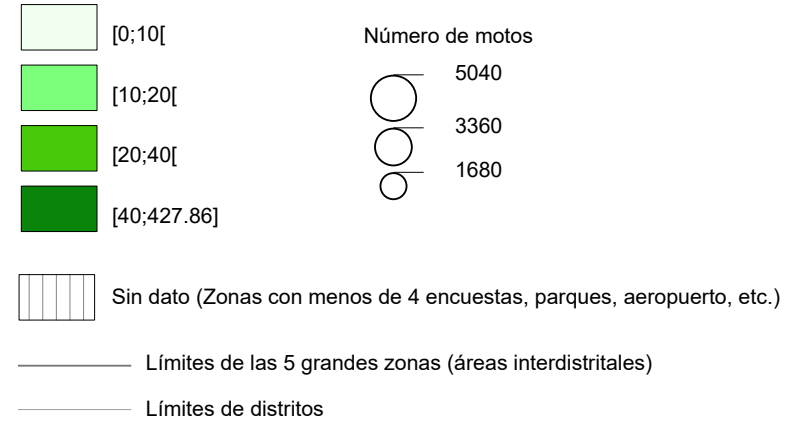 [0;10[
[10;20[
[20;40[
[40;427.86]
Número de motos
5040
3360
1680
Sin dato (Zonas con menos de 4 encuestas, parques, aeropuerto, etc.)
Límites de las 5 grandes zonas (áreas interdistritales)
Límites de distritos